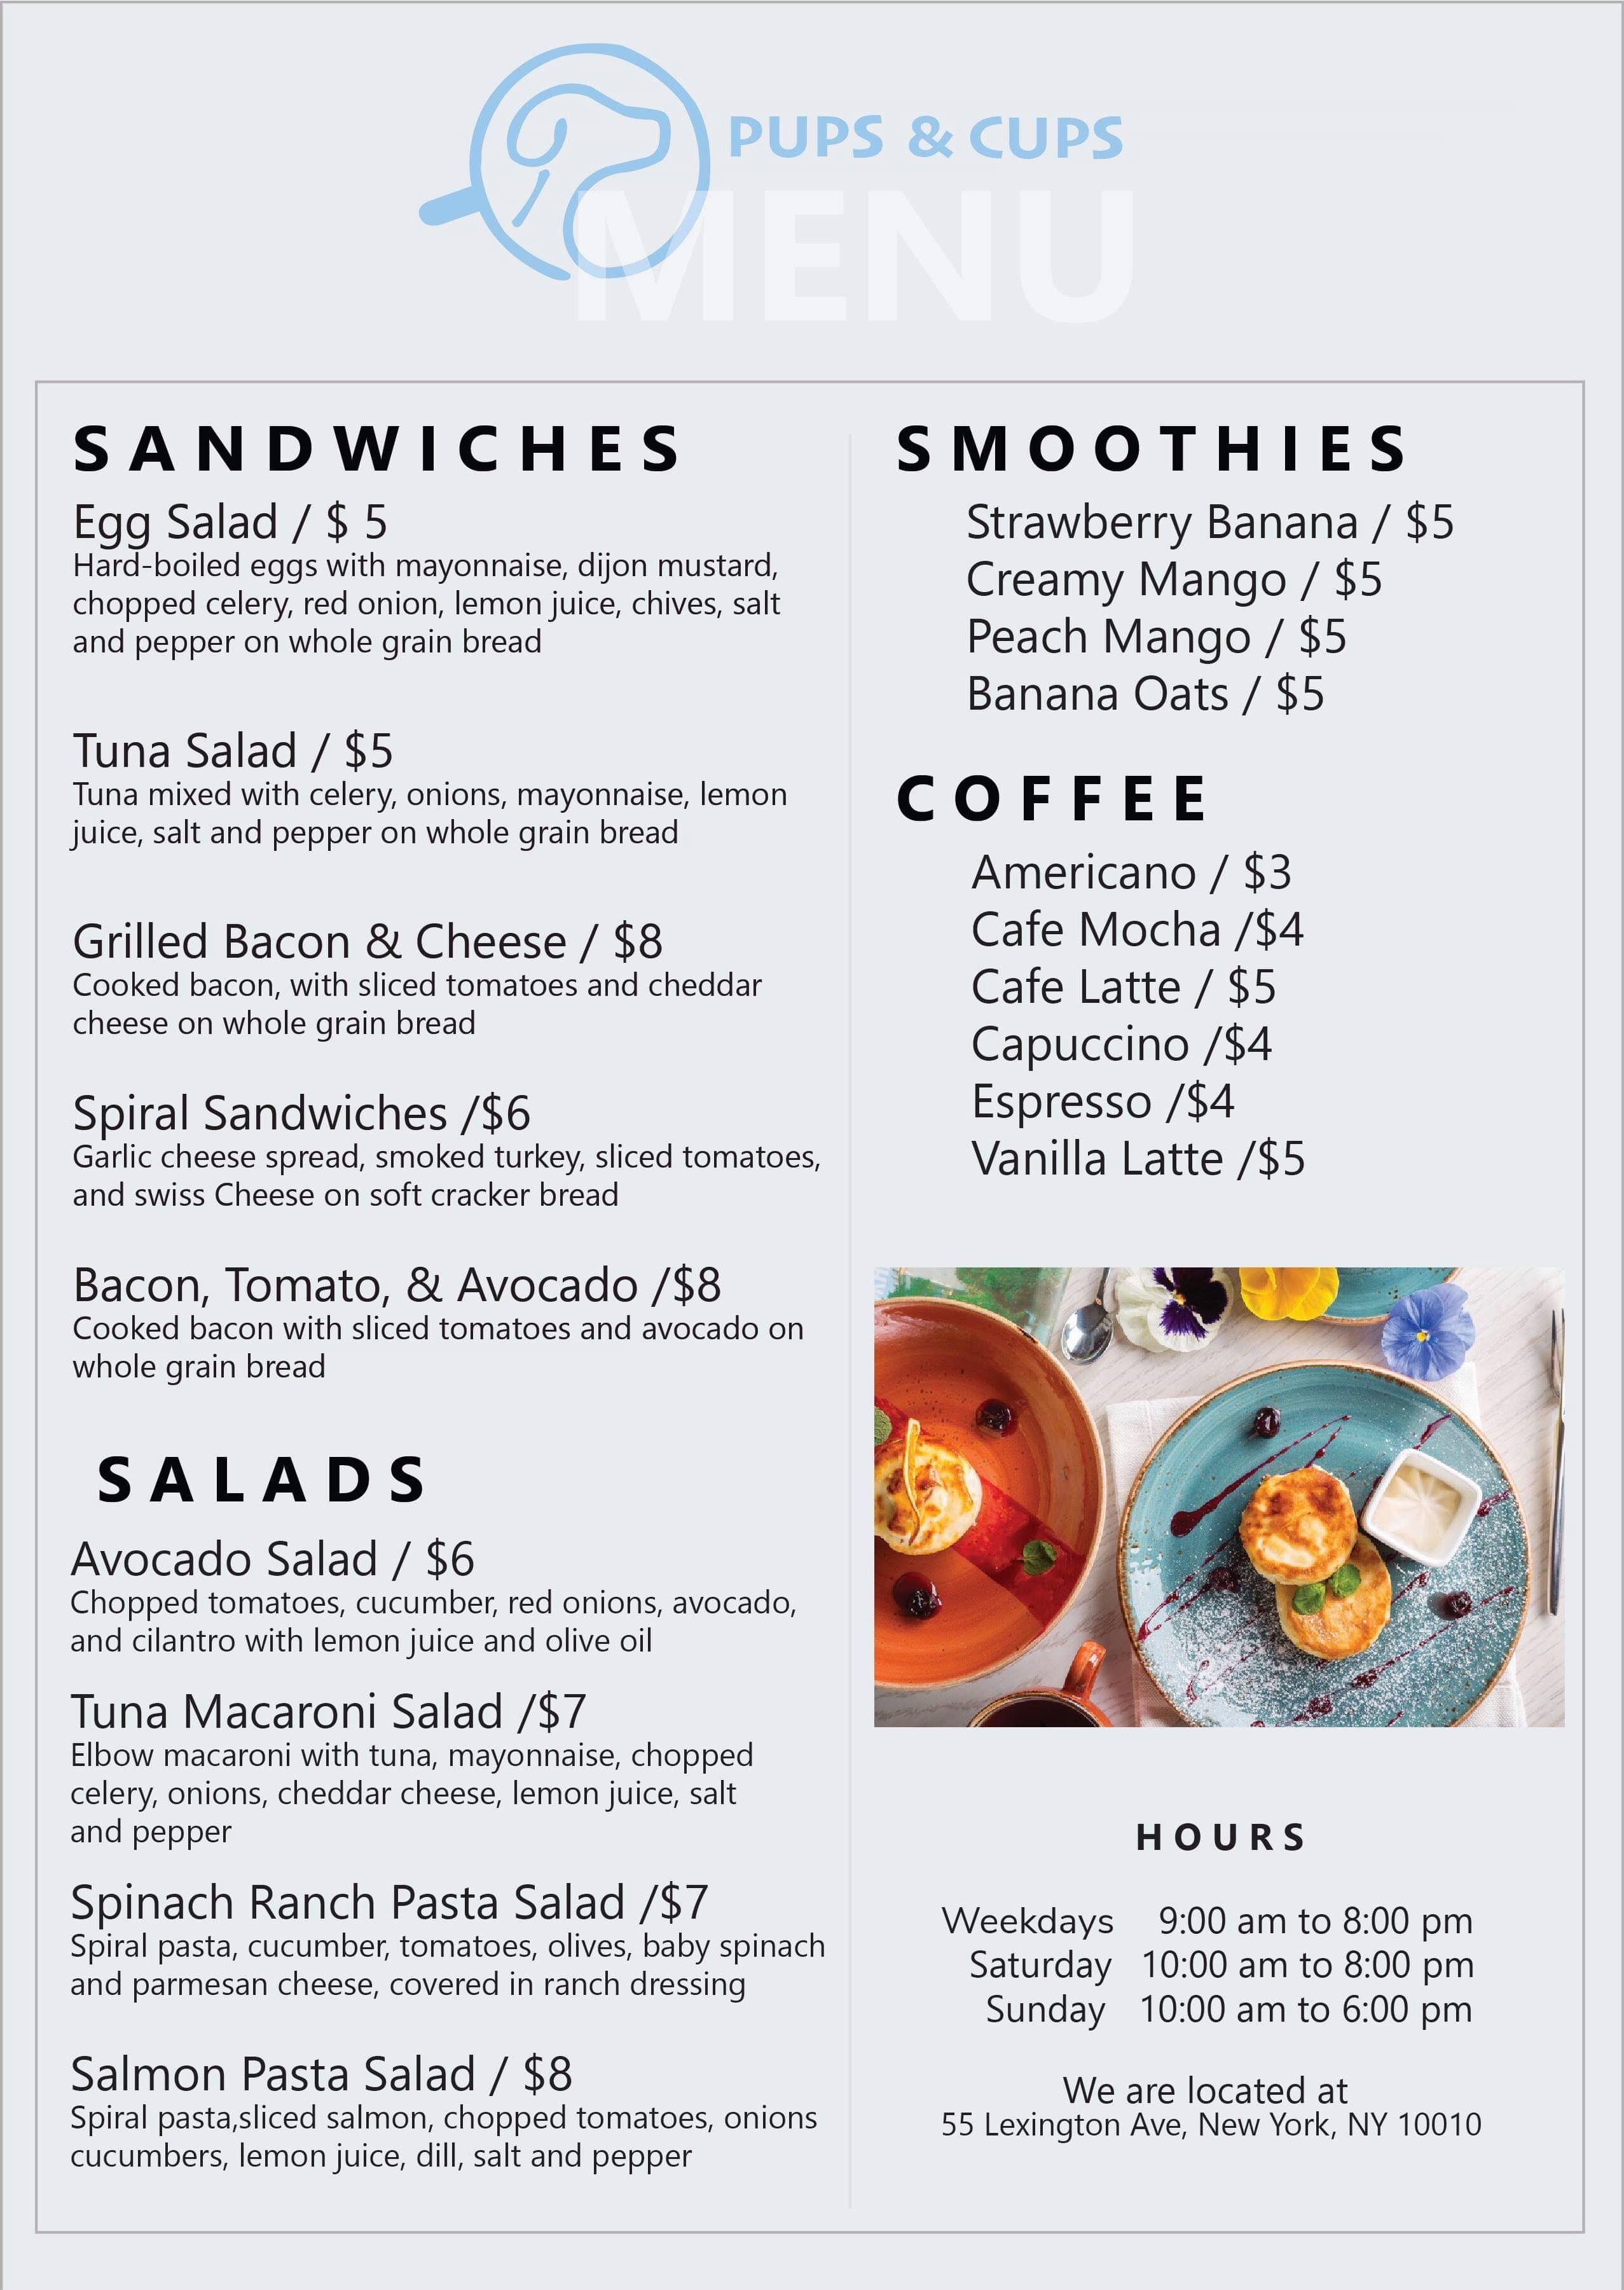 PUPS & CUPS
MENU
SANDWICHES
Egg Salad / $ 5
Hard-boiled eggs with mayonnaise, dijon mustard,
chopped celery, red onion, lemon juice, chives, salt
and pepper on whole grain bread
Tuna Salad / $5
Tuna mixed with celery, onions, mayonnaise, lemon
juice, salt and pepper on whole grain bread
Grilled Bacon & Cheese / $8
Cooked bacon, with sliced tomatoes and cheddar
cheese on whole grain bread
Spiral Sandwiches /$6
Garlic cheese spread, smoked turkey, sliced tomatoes,
and swiss Cheese on soft cracker bread
Bacon, Tomato, & Avocado /$8
Cooked bacon with sliced tomatoes and avocado on
whole grain bread
SALADS
Avocado Salad / $6
Chopped tomatoes, cucumber, red onions, avocado,
and cilantro with lemon juice and olive oil
Tuna Macaroni Salad /$7
Elbow macaroni with tuna, mayonnaise, chopped
celery, onions, cheddar cheese, lemon juice, salt
and pepper
Spinach Ranch Pasta Salad /$7
Spiral pasta, cucumber, tomatoes, olives, baby spinach
and parmesan cheese, covered in ranch dressing
Salmon Pasta Salad / $8
Spiral pasta,sliced salmon, chopped tomatoes, onions
cucumbers, lemon juice, dill, salt and pepper
SMOOTHIES
Strawberry Banana / $5
Creamy Mango / $5
Peach Mango / $5
Banana Oats / $5
COFFEE
Americano / $3
Cafe Mocha /$4
Cafe Latte / $5
Capuccino /$4
Espresso /$4
Vanilla Latte /$5
HOURS
Weekdays 9:00 am to 8:00 pm
Saturday 10:00 am to 8:00 pm
Sunday 10:00 am to 6:00 pm
We are located at
55 Lexington Ave, New York, NY 10010